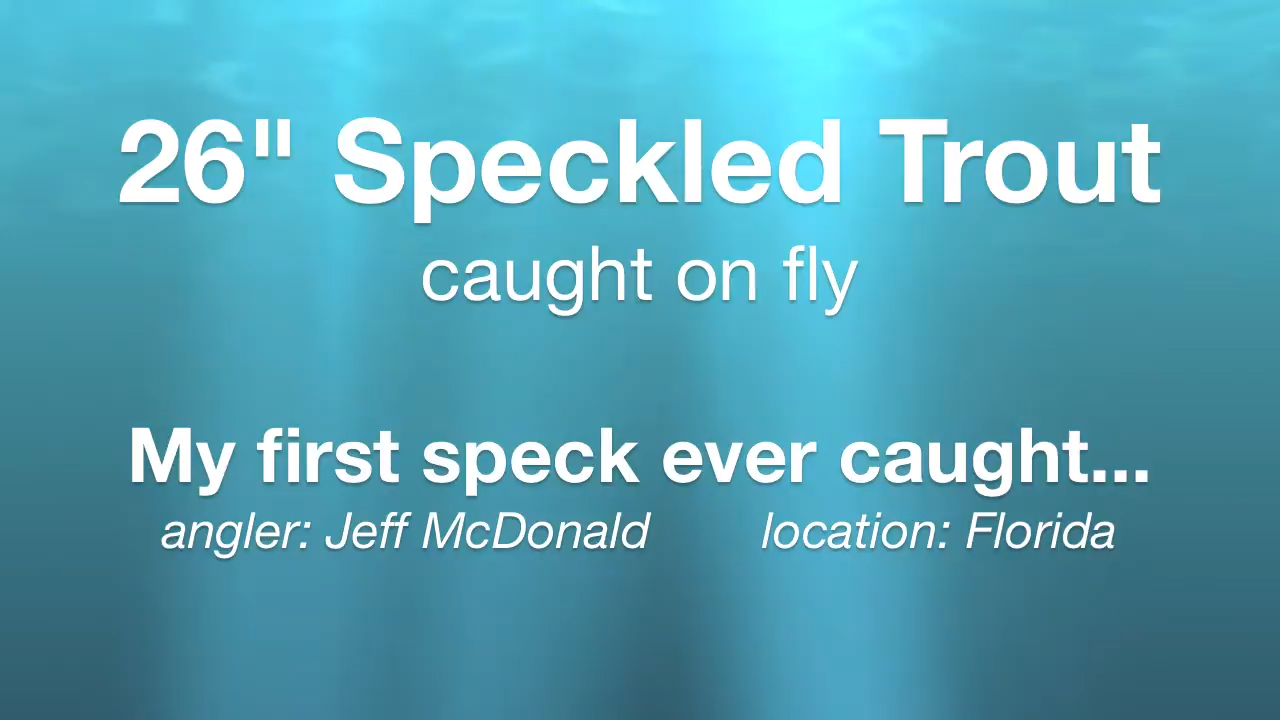 26" Speckled Trout
caught on fly
My first speck ever caught...
angler: Jeff McDonald location: Florida